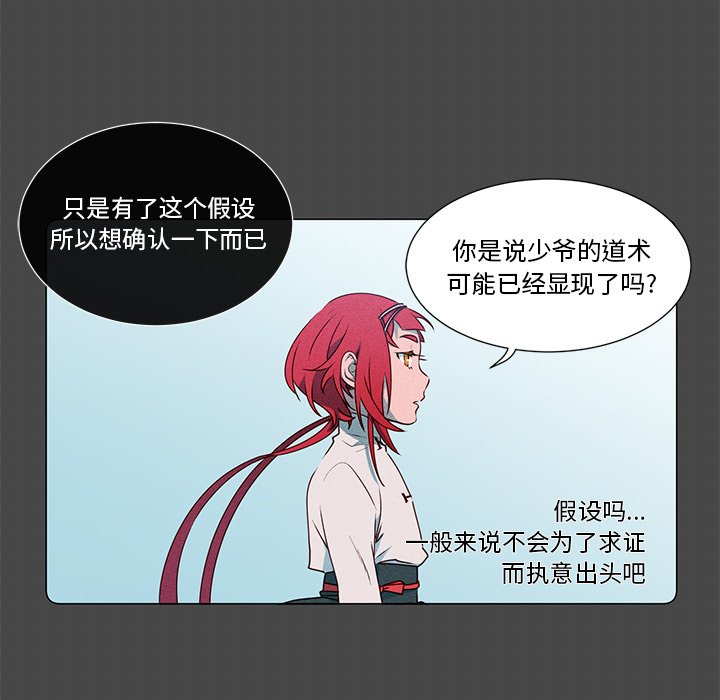 只是有了这个假设
所以想确认一下而已
你是说少爷的道术
可能已经显现了吗?
假设吗...
一般来说不会为了求证
而执意出头吧